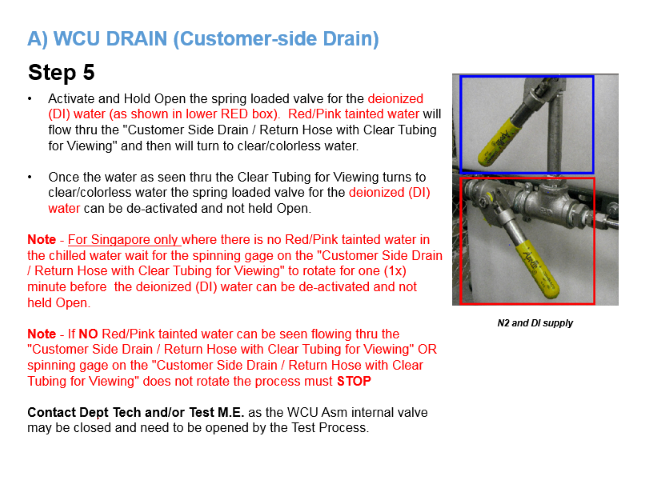 A) WCU DRAIN (Customer-side Drain)
Step 5
• Activate and Hold Open the spring loaded valve for the deionized
(DI) water (as shown in lower RED box).  Red/Pink tainted water will
flow thru the "Customer Side Drain / Return Hose with Clear Tubing
for Viewing" and then will turn to clear/colorless water.
• Once the water as seen thru the Clear Tubing for Viewing turns to
clear/colorless water the spring loaded valve for the deionized (DI)
water can be de-activated and not held Open.
Note - For Singapore only where there is no Red/Pink tainted water in
the chilled water wait for the spinning gage on the "Customer Side Drain
/ Return Hose with Clear Tubing for Viewing" to rotate for one (1x)
minute before  the deionized (DI) water can be de-activated and not
held Open.
Note - If NO Red/Pink tainted water can be seen flowing thru the
"Customer Side Drain / Return Hose with Clear Tubing for Viewing" OR
spinning gage on the "Customer Side Drain / Return Hose with Clear
Tubing for Viewing" does not rotate the process must STOP
Contact Dept Tech and/or Test M.E. as the WCU Asm internal valve
may be closed and need to be opened by the Test Process.
N2 and DI supply